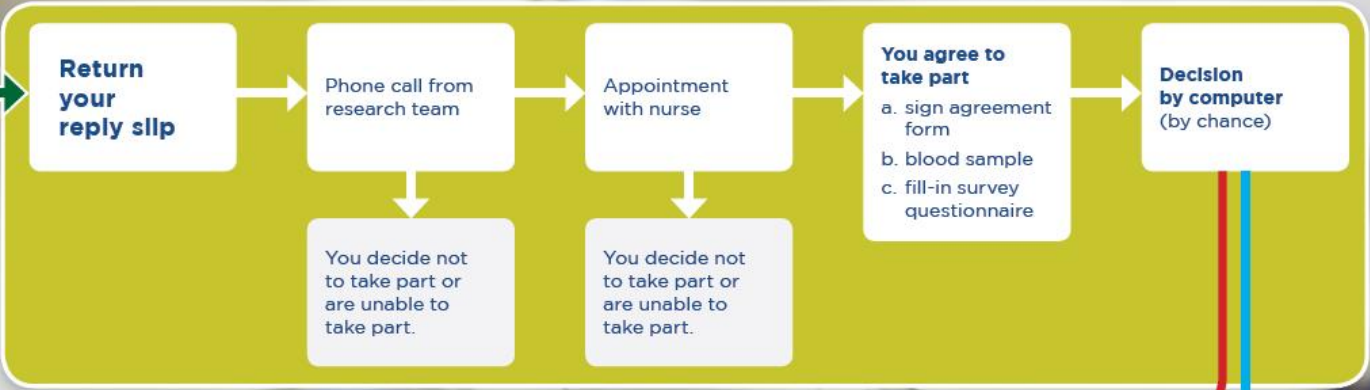 Return
your
reply slip
Phone call from
research team
You decide not
to take part or
are unable to
take part.
Appointment
with nurse
You decide not
to take part or
are unable to
take part.
You agree to
take part
a. sign agreement
form
b. blood sample
c. fill-in survey
questionnaire
Decision
by computer
(by chance)